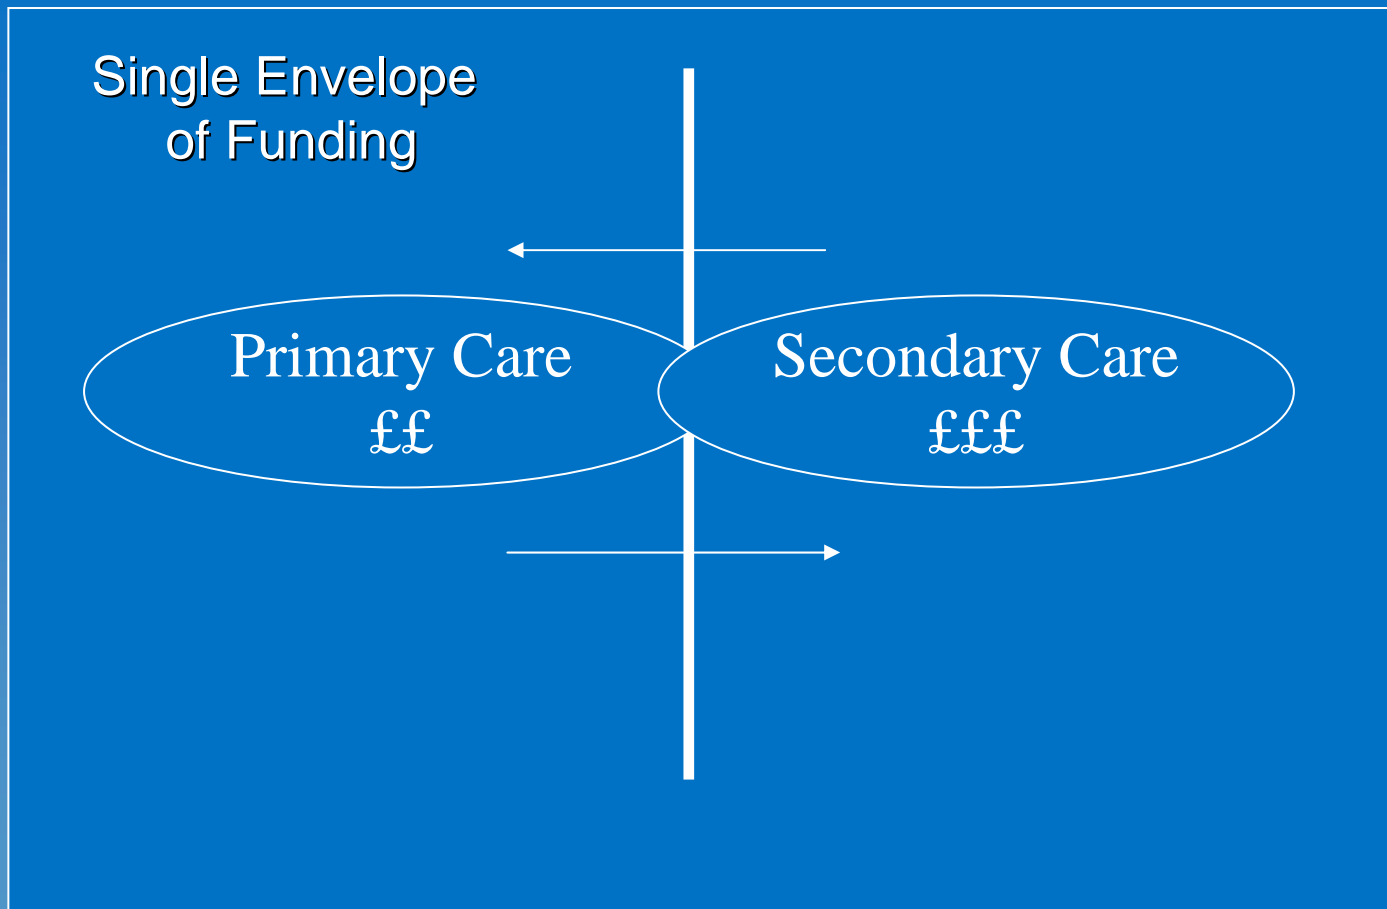 Single Envelope
of Funding
Primary Care
££
Secondary Care
£££